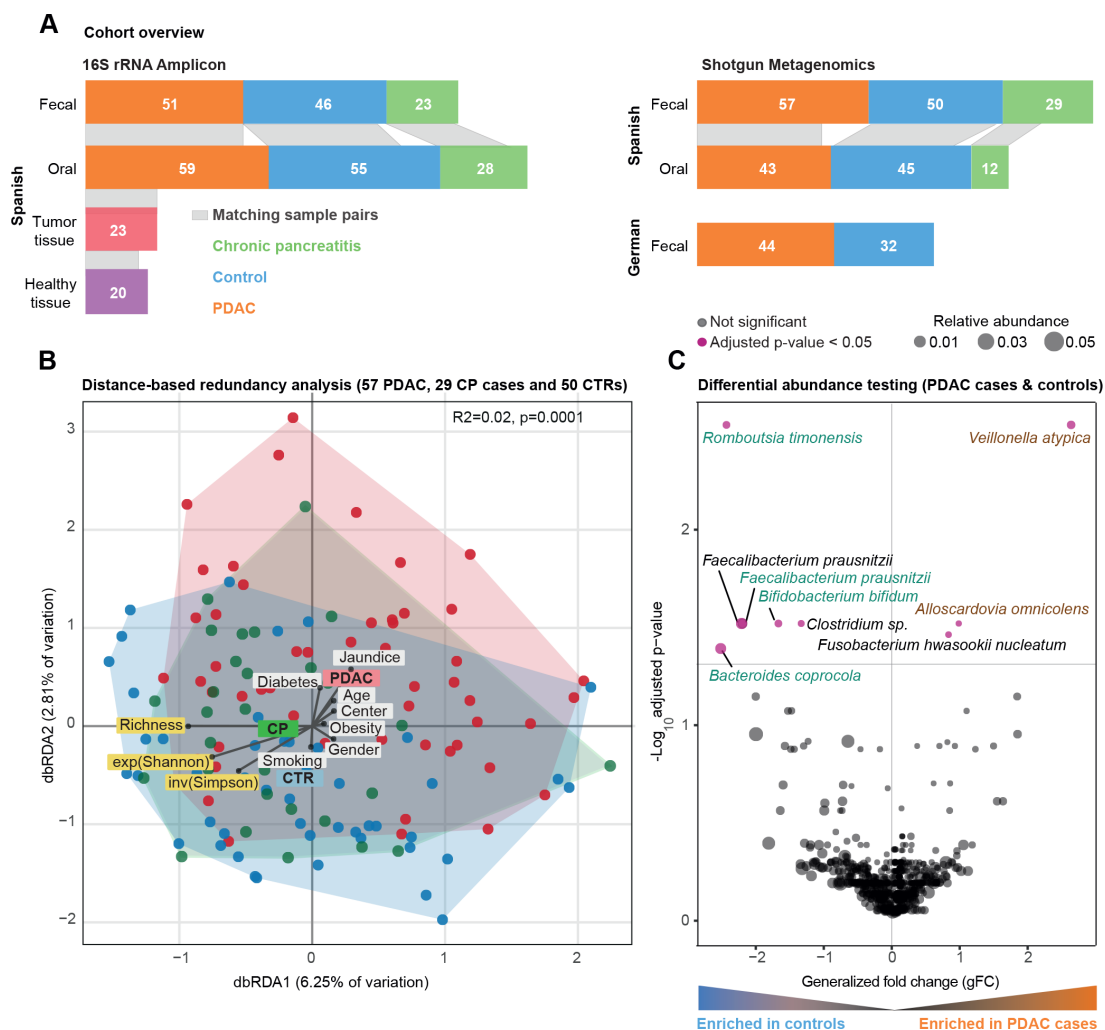 A
Cohort overview
16S rRNA Amplicon
Fecal
51
46
23
Oral
59
55
28
Spanish
Tumor
tissue
23
Healthy
tissue
20
Matching sample pairs
Chronic pancreatitis
Control
PDAC
Shotgun Metagenomics
Spanish
Fecal
57
50
29
Oral
43
45
12
German
Fecal
44
32
Not significant
Adjusted p-value < 0.05
Relative abundance
0.01
0.03
0.05
B
Distance-based redundancy analysis (57 PDAC, 29 CP cases and 50 CTRs)
R2=0.02, p=0.0001
3
2
1
0
−1
−2
dbRDA2 (2.81% of variation)
Jaundice
Diabetes
PDAC
Age
Center
Richness
CP
Obesity
Gender
exp(Shannon)
Smoking
inv(Simpson)
CTR
−1
0
1
2
dbRDA1 (6.25% of variation)
C
Differential abundance testing (PDAC cases & controls)
Romboutsia timonensis
Veillonella atypica
Faecalibacterium prausnitzii
Faecalibacterium prausnitzii
Bifidobacterium bifidum
Alloscardovia omnicolens
Clostridium sp.
Fusobacterium hwasookii nucleatum
Bacteroides coprocola
2
1
0
-Log10 adjusted p-value
−2
−1
0
1
2
Generalized fold change (gFC)
Enriched in controls
Enriched in PDAC cases